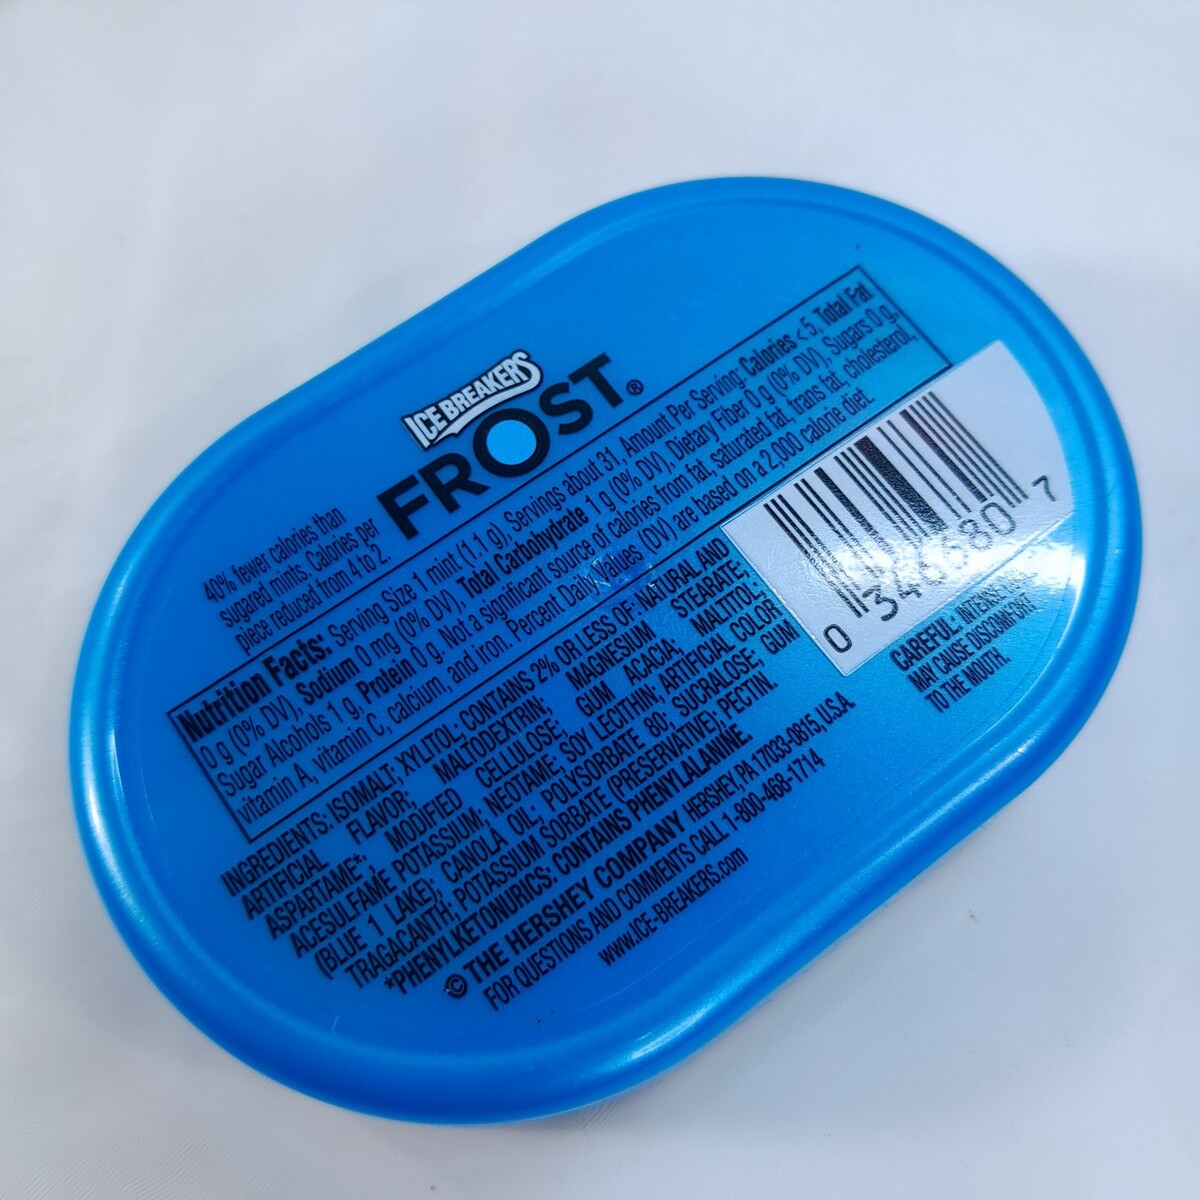 ICE BREAKERS
FROST®
40% fewer calories than
sugared mints. Calories per
piece reduced from 4 to 2
Nutrition Facts: Serving Size 1 mint (1.1 g), Servings about 31, Amount Per Serving: Calories <5, Total Fat
0 g (0% DV), Sodium 0 mg (0% DV), Total Carbohydrate 1 g (0% DV), Dietary Fiber 0 g (0% DV), Sugars 0 g,
Sugar Alcohols 1 g, Protein 0 g. Not a significant source of calories from fat, saturated fat, trans fat, cholesterol,
vitamin A, vitamin C, calcium, and iron. Percent Daily Values (DV) are based on a 2,000 calorie diet.
INGREDIENTS: ISOMALT; XYLITOL; CONTAINS 2% OR LESS OF: NATURAL AND
ARTIFICIAL FLAVOR; MALTODEXTRIN; MAGNESIUM STEARATE;
ASPARTAME*; MODIFIED CELLULOSE; GUM ACACIA; MALTITOL;
ACESULFAME POTASSIUM; NEOTAME; SOY LECITHIN; ARTIFICIAL COLOR
(BLUE 1 LAKE); CANOLA OIL; POLYSORBATE 80; SUCRALOSE; GUM
TRAGACANTH; POTASSIUM SORBATE (PRESERVATIVE); PECTIN.
*PHENYLKETONURICS: CONTAINS PHENYLALANINE.
© THE HERSHEY COMPANY HERSHEY, PA 17033-0815, U.S.A.
FOR QUESTIONS AND COMMENTS CALL 1-800-468-1714
WWW.ICE-BREAKERS.com
0 3466807
CAREFUL: INTENSE
MAY CAUSE DISCOMFORT
TO THE MOUTH.